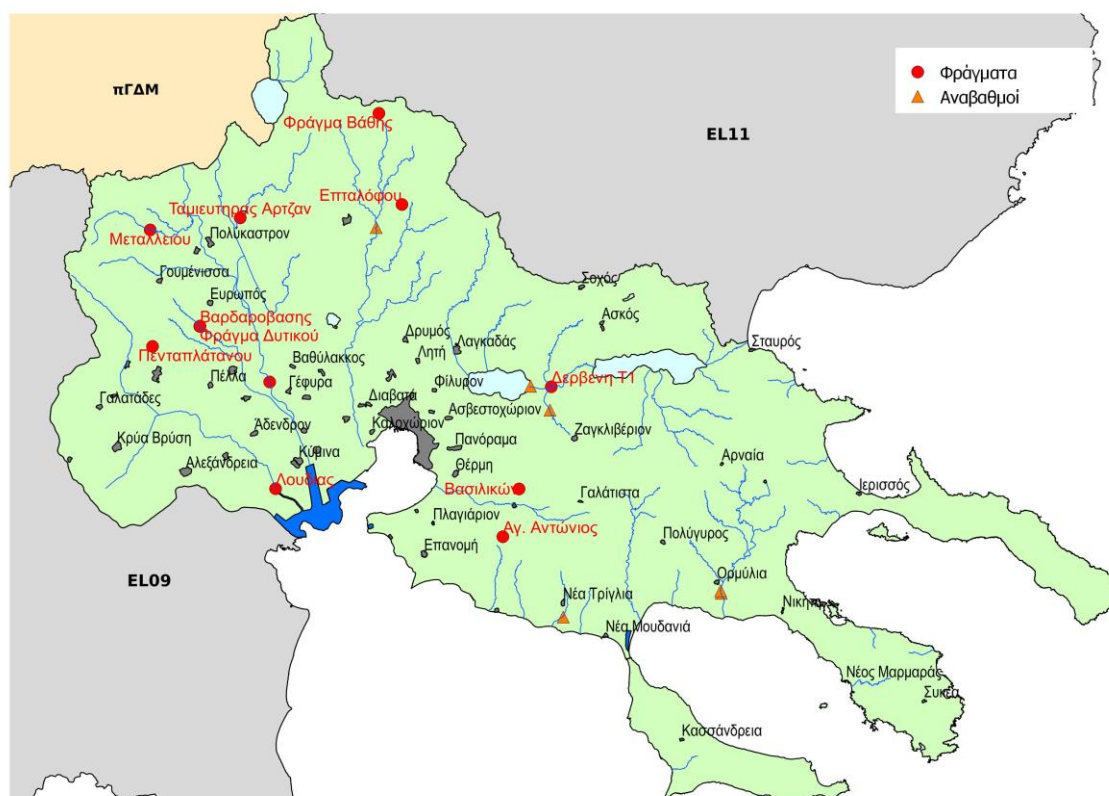 πΓΔΜ
EL11
Φράγματα
Αναβαθμοί
Φράγμα Βάθης
Επταλόφου
Ταμιευτηρας Αρτζαν
Μεταλλειου
Πολύκαστρον
Γουμένισσα
Ευρωπός
Σοχός
Ασκός
Βαρδαροβασης
Φράγμα Δυτικού
Πενταπλάτανου
Δρυμός
Λαγκαδάς
Λητή
Σταυρός
Βαθύλακκος
Πέλλα
Γέφυρα
Φίλυρον
Δερβένη Τ1
Γαλατάδες
Διαβατά
Ασβεστοχώριον
Καλοχώριον
Άδενδρον
Ζαγκλιβέριον
Κρύα Βρύση
Πανόραμα
Κύμινα
Αλεξάνδρεια
Θέρμη
Αρναία
Λουδίας
Βασιλικών
Γαλάτιστα
Ιερισσός
Πλαγιάριον
Αγ. Αντώνιος
Επανομή
Πολύγυρος
EL09
Ορμύλια
Νέα Τρίγλια
Νέα Μουδανιά
Νέος Μαρμαράς
Συκέα
Κασσάνδρεια